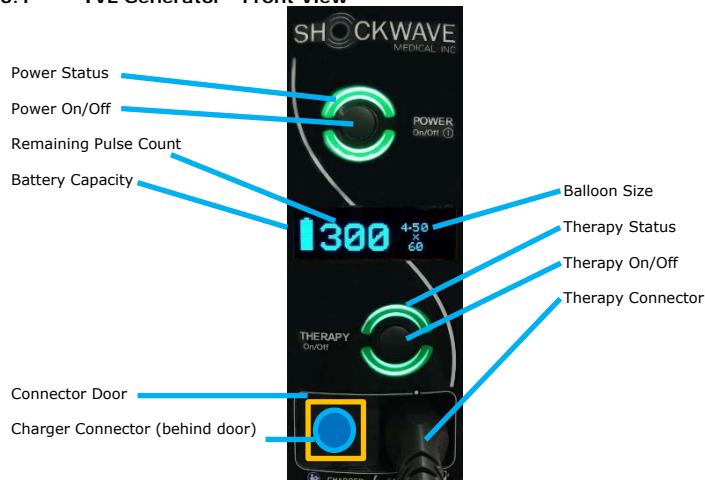 IVL Generator – Front View
SHOCKWAVE
MEDICAL INC
Power Status
Power On/Off
POWER
On/Off
Remaining Pulse Count
Battery Capacity
300
4.50
x
60
Balloon Size
Therapy Status
Therapy On/Off
Therapy Connector
THERAPY
On/Off
Connector Door
Charger Connector (behind door)
CHARGER /